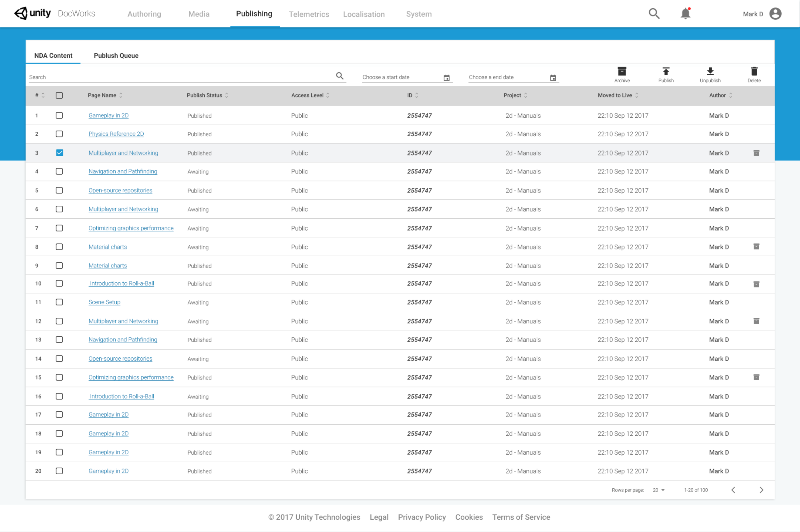 unity DocWorks Authoring Media Publishing Telemetrics Localisation System Mark D
NDA Content Publush Queue
Search Choose a start date Choose a end date Archive Publish Unpublish Delete
# Page Name Publish Status Access Level ID Project Moved to Live Author
1 Gameplay in 2D Published Public 2554747 2d - Manuals 22:10 Sep 12 2017 Mark D
2 Physics Reference 2D Published Public 2554747 2d - Manuals 22:10 Sep 12 2017 Mark D
3 Multiplayer and Networking Published Public 2554747 2d - Manuals 22:10 Sep 12 2017 Mark D
4 Navigation and Pathfinding Awaiting Public 2554747 2d - Manuals 22:10 Sep 12 2017 Mark D
5 Open-source repositories Published Public 2554747 2d - Manuals 22:10 Sep 12 2017 Mark D
6 Multiplayer and Networking Awaiting Public 2554747 2d - Manuals 22:10 Sep 12 2017 Mark D
7 Optimizing graphics performance Awaiting Public 2554747 2d - Manuals 22:10 Sep 12 2017 Mark D
8 Material charts Awaiting Public 2554747 2d - Manuals 22:10 Sep 12 2017 Mark D
9 Material charts Published Public 2554747 2d - Manuals 22:10 Sep 12 2017 Mark D
10 Introduction to Roll-a-Ball Published Public 2554747 2d - Manuals 22:10 Sep 12 2017 Mark D
11 Scene Setup Awaiting Public 2554747 2d - Manuals 22:10 Sep 12 2017 Mark D
12 Multiplayer and Networking Awaiting Public 2554747 2d - Manuals 22:10 Sep 12 2017 Mark D
13 Navigation and Pathfinding Published Public 2554747 2d - Manuals 22:10 Sep 12 2017 Mark D
14 Open-source repositories Awaiting Public 2554747 2d - Manuals 22:10 Sep 12 2017 Mark D
15 Optimizing graphics performance Published Public 2554747 2d - Manuals 22:10 Sep 12 2017 Mark D
16 Introduction to Roll-a-Ball Awaiting Public 2554747 2d - Manuals 22:10 Sep 12 2017 Mark D
17 Gameplay in 2D Published Public 2554747 2d - Manuals 22:10 Sep 12 2017 Mark D
18 Gameplay in 2D Published Public 2554747 2d - Manuals 22:10 Sep 12 2017 Mark D
19 Gameplay in 2D Published Public 2554747 2d - Manuals 22:10 Sep 12 2017 Mark D
20 Gameplay in 2D Published Public 2554747 2d - Manuals 22:10 Sep 12 2017 Mark D
Rows per page: 20 1-20 of 100
© 2017 Unity Technologies Legal Privacy Policy Cookies Terms of Service